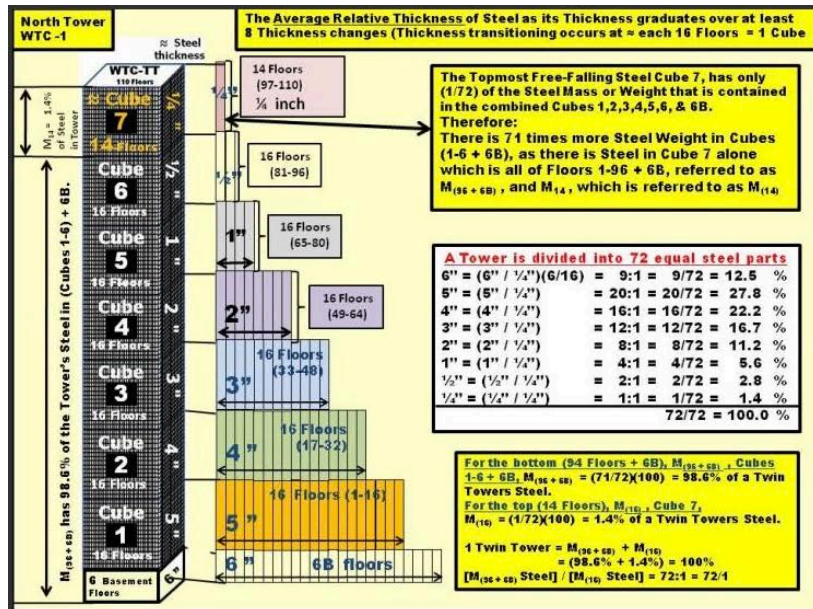 North Tower
WTC -1
The Average Relative Thickness of Steel as its Thickness graduates over at least
8 Thickness changes (Thickness transitioning occurs at ≈ each 16 Floors = 1 Cube
≈ Steel
thickness
WTC-TT
110 Floors
≈ Cube
7
14 Floors
¼"
M₁₄ = 1.4%
of Steel
in Tower
¼"
14 Floors
(97-110)
¼ inch
The Topmost Free-Falling Steel Cube 7, has only
(1/72) of the Steel Mass or Weight that is contained
in the combined Cubes 1,2,3,4,5,6, & 6B.
Therefore:
There is 71 times more Steel Weight in Cubes
(1-6 + 6B), as there is Steel in Cube 7 alone
which is all of Floors 1-96 + 6B, referred to as
M(96 + 6B) , and M₁₄ , which is referred to as M(14)
Cube
6
16 Floors
½"
½"
16 Floors
(81-96)
Cube
5
16 Floors
1"
1"
16 Floors
(65-80)
Cube
4
16 Floors
2"
2"
16 Floors
(49-64)
Cube
3
16 Floors
3"
3"
16 Floors
(33-48)
Cube
2
16 Floors
4"
4"
16 Floors
(17-32)
Cube
1
16 Floors
5"
5"
16 Floors (1-16)
6 Basement
Floors
6"
6"
6B floors
M(96 + 6B) has 98.6% of the Tower's Steel in (Cubes 1-6) + 6B.
A Tower is divided into 72 equal steel parts
6" = (6" / ¼")(6/16) = 9:1 = 9/72 = 12.5 %
5" = (5" / ¼") = 20:1 = 20/72 = 27.8 %
4" = (4" / ¼") = 16:1 = 16/72 = 22.2 %
3" = (3" / ¼") = 12:1 = 12/72 = 16.7 %
2" = (2" / ¼") = 8:1 = 8/72 = 11.2 %
1" = (1" / ¼") = 4:1 = 4/72 = 5.6 %
½" = (½" / ¼") = 2:1 = 2/72 = 2.8 %
¼" = (¼" / ¼") = 1:1 = 1/72 = 1.4 %
72/72 = 100.0 %
For the bottom (94 Floors + 6B), M(96 + 6B) , Cubes
1-6 + 6B, M(96 + 6B) = (71/72)(100) = 98.6% of a Twin
Towers Steel.
For the top (14 Floors), M(16) , Cube 7,
M(16) = (1/72)(100) = 1.4% of a Twin Towers Steel.
1 Twin Tower = M(96 + 6B) + M(16)
= (98.6% + 1.4%) = 100%
[M(96 + 6B) Steel] / [M(16) Steel] = 72:1 = 72/1